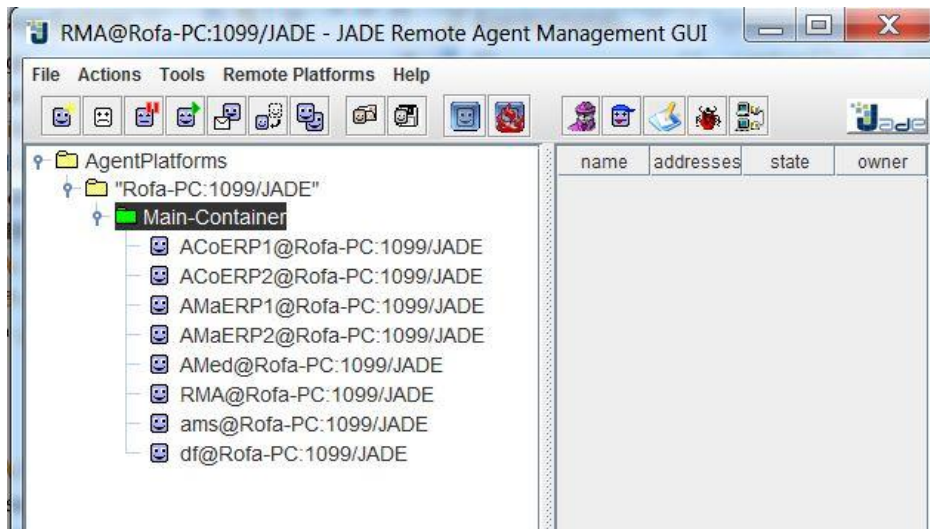 RMA@Rofa-PC:1099/JADE - JADE Remote Agent Management GUI
File Actions Tools Remote Platforms Help
Jade
AgentPlatforms
name addresses state owner
"Rofa-PC:1099/JADE"
Main-Container
ACoERP1@Rofa-PC:1099/JADE
ACoERP2@Rofa-PC:1099/JADE
AMaERP1@Rofa-PC:1099/JADE
AMaERP2@Rofa-PC:1099/JADE
AMed@Rofa-PC:1099/JADE
RMA@Rofa-PC:1099/JADE
ams@Rofa-PC:1099/JADE
df@Rofa-PC:1099/JADE